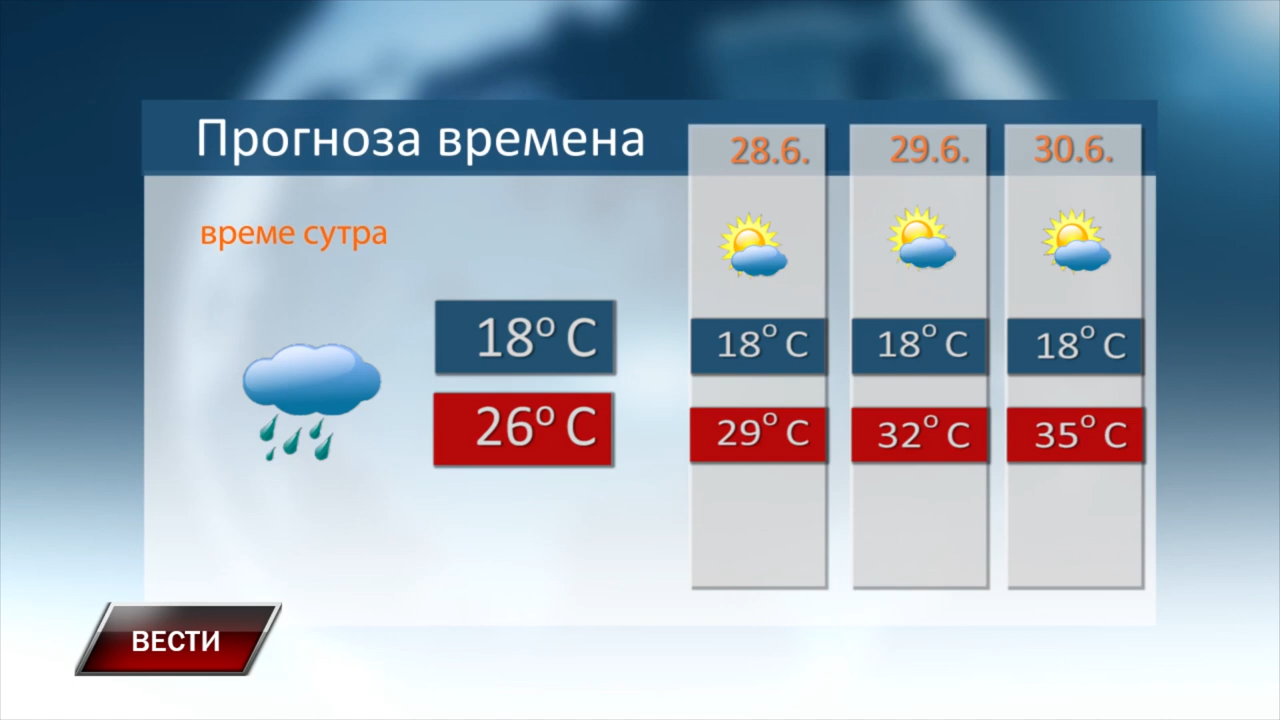 Прогноза времена
време сутра
18° C
26° C
28.6.
18° C
29° C
29.6.
18° C
32° C
30.6.
18° C
35° C
ВЕСТИ